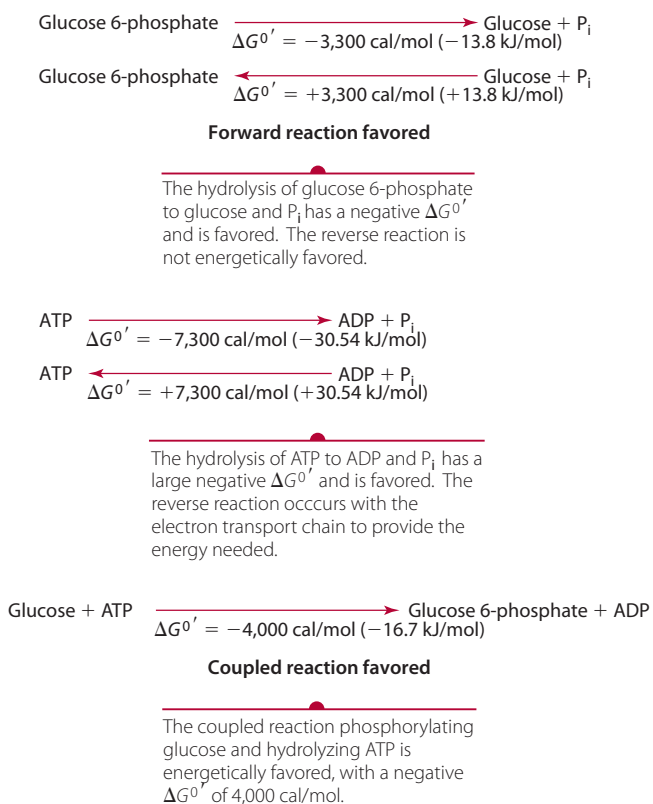 Glucose 6-phosphate Glucose + Pi
ΔG0′ = −3,300 cal/mol (−13.8 kJ/mol)
Glucose 6-phosphate Glucose + Pi
ΔG0′ = +3,300 cal/mol (+13.8 kJ/mol)
Forward reaction favored
The hydrolysis of glucose 6-phosphate
to glucose and Pi has a negative ΔG0′
and is favored. The reverse reaction is
not energetically favored.
ATP ADP + Pi
ΔG0′ = −7,300 cal/mol (−30.54 kJ/mol)
ATP ADP + Pi
ΔG0′ = +7,300 cal/mol (+30.54 kJ/mol)
The hydrolysis of ATP to ADP and Pi has a
large negative ΔG0′ and is favored. The
reverse reaction occcurs with the
electron transport chain to provide the
energy needed.
Glucose + ATP Glucose 6-phosphate + ADP
ΔG0′ = −4,000 cal/mol (−16.7 kJ/mol)
Coupled reaction favored
The coupled reaction phosphorylating
glucose and hydrolyzing ATP is
energetically favored, with a negative
ΔG0′ of 4,000 cal/mol.